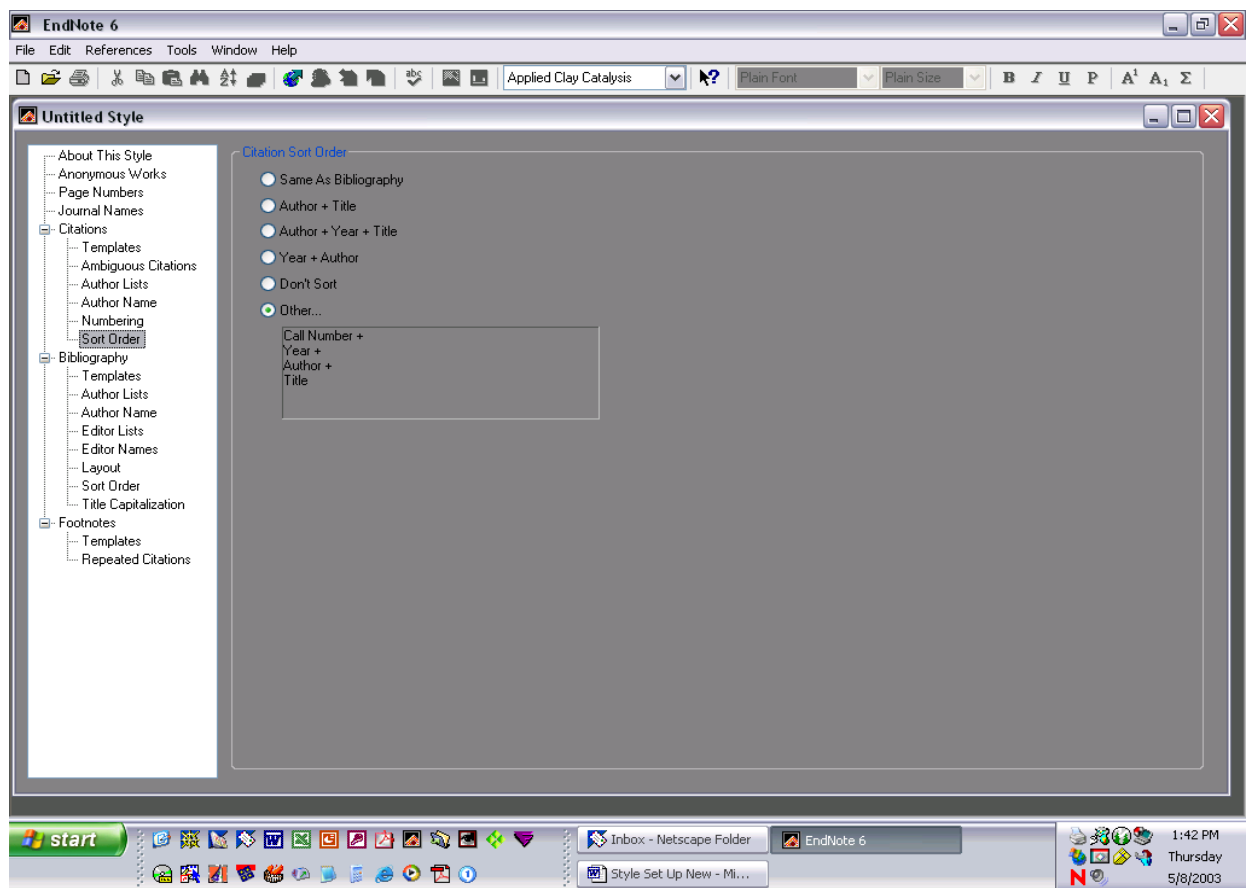 EndNote 6
File Edit References Tools Window Help
abc Applied Clay Catalysis ? Plain Font Plain Size B I U P A¹ A₁ Σ
Untitled Style
About This Style
Anonymous Works
Page Numbers
Journal Names
Citations
Templates
Ambiguous Citations
Author Lists
Author Name
Numbering
Sort Order
Bibliography
Templates
Author Lists
Author Name
Editor Lists
Editor Names
Layout
Sort Order
Title Capitalization
Footnotes
Templates
Repeated Citations
Citation Sort Order
Same As Bibliography
Author + Title
Author + Year + Title
Year + Author
Don't Sort
Other...
Call Number +
Year +
Author +
Title
start
Inbox - Netscape Folder
EndNote 6
Style Set Up New - Mi...
1:42 PM
Thursday
5/8/2003